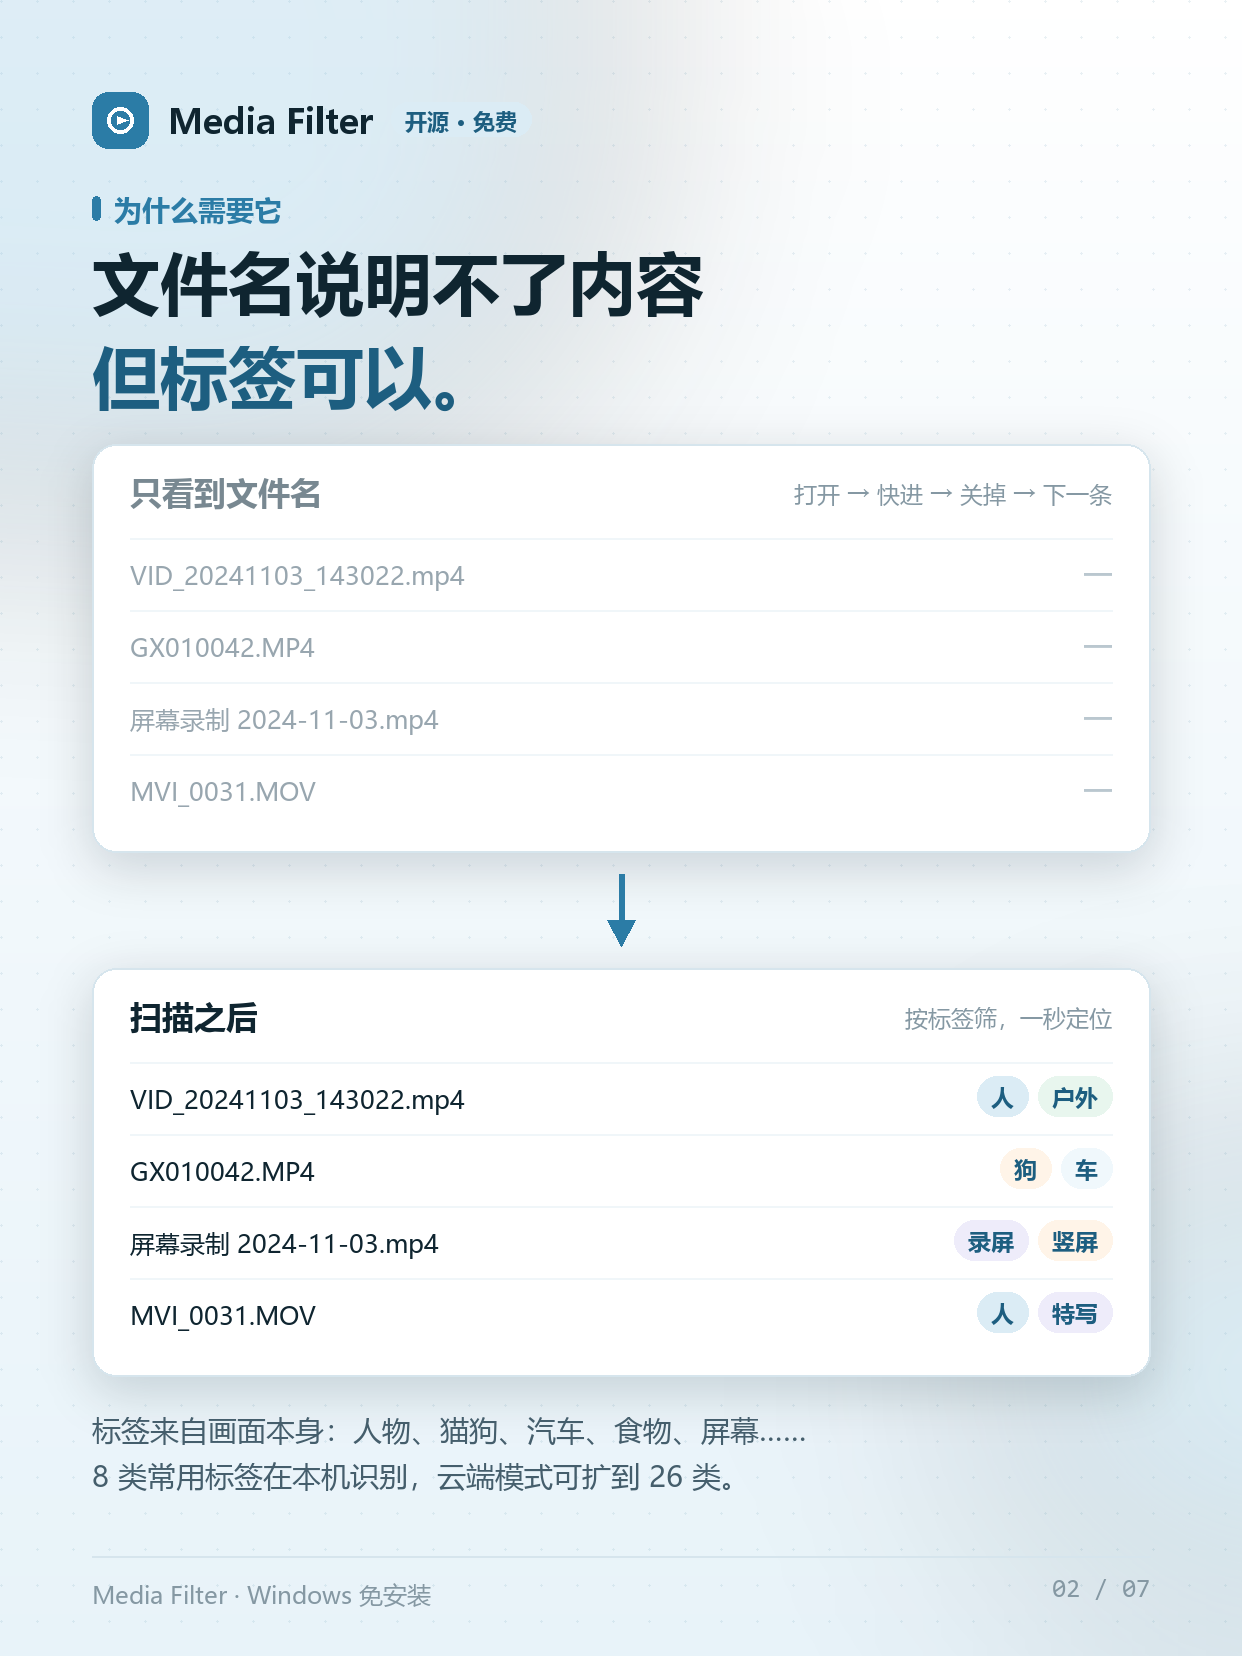 Media Filter 开源·免费
为什么需要它
文件名说明不了内容
但标签可以。
只看到文件名 打开→快进→关掉→下一条
VID_20241103_143022.mp4 —
GX010042.MP4 —
屏幕录制 2024-11-03.mp4 —
MVI_0031.MOV —
扫描之后 按标签筛，一秒定位
VID_20241103_143022.mp4 人 户外
GX010042.MP4 狗 车
屏幕录制 2024-11-03.mp4 录屏 竖屏
MVI_0031.MOV 人 特写
标签来自画面本身：人物、猫狗、汽车、食物、屏幕……
8 类常用标签在本机识别，云端模式可扩到 26 类。
Media Filter · Windows 免安装 02 / 07